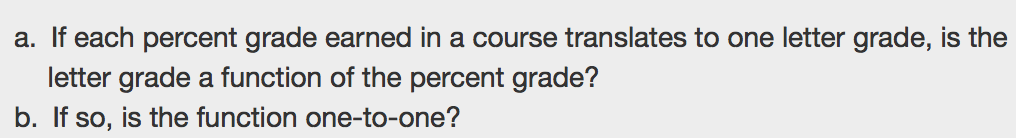 a. If each percent grade earned in a course translates to one letter grade, is the
letter grade a function of the percent grade?
b. If so, is the function one-to-one?